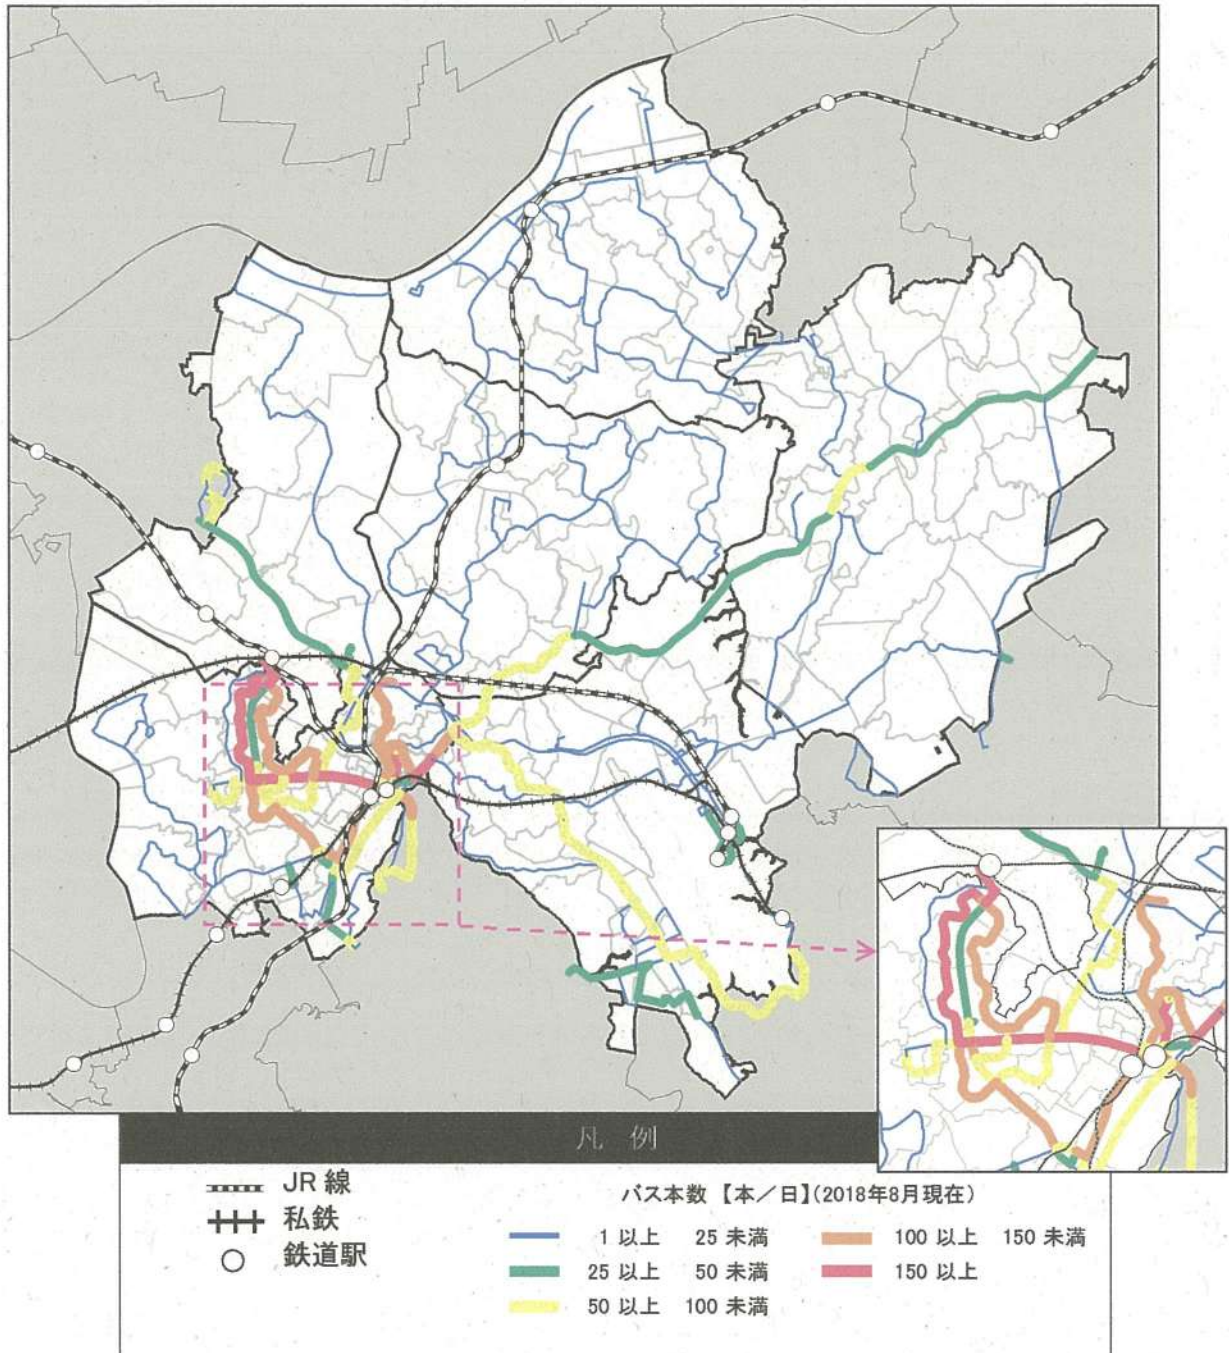 凡 例
JR 線
私鉄
鉄道駅
バス本数 【本／日】(2018年8月現在)
1 以上 25 未満
25 以上 50 未満
50 以上 100 未満
100 以上 150 未満
150 以上